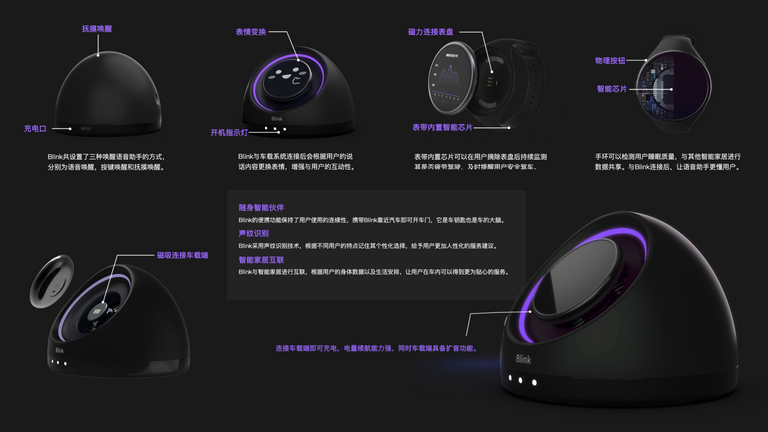 抚摸唤醒
充电口
Blink共设置了三种唤醒语音助手的方式，
分别为语音唤醒，按键唤醒和抚摸唤醒。
表情变换
开机指示灯
Blink
Blink与车载系统连接后会根据用户的说
话内容更换表情，增强与用户的互动性。
磁力连接表盘
表带内置智能芯片
表带内置芯片可以在用户摘除表盘后持续监测
其是否疲劳驾驶，及时提醒用户安全驾车。
物理按钮
智能芯片
手环可以检测用户睡眠质量，与其他智能家居进行
数据共享。与Blink连接后，让语音助手更懂用户。
磁吸连接车载端
Blink
随身智能伙伴
Blink的便携功能保持了用户使用的连续性，携带Blink靠近汽车即可开车门，它是车钥匙也是车的大脑。
声纹识别
Blink采用声纹识别技术，根据不同用户的特点记住其个性化选择，给予用户更加人性化的服务建议。
智能家居互联
Blink与智能家居进行互联，根据用户的身体数据以及生活安排，让用户在车内可以得到更为贴心的服务。
连接车载端即可充电，电量续航能力强，同时车载端具备扩音功能。
Blink